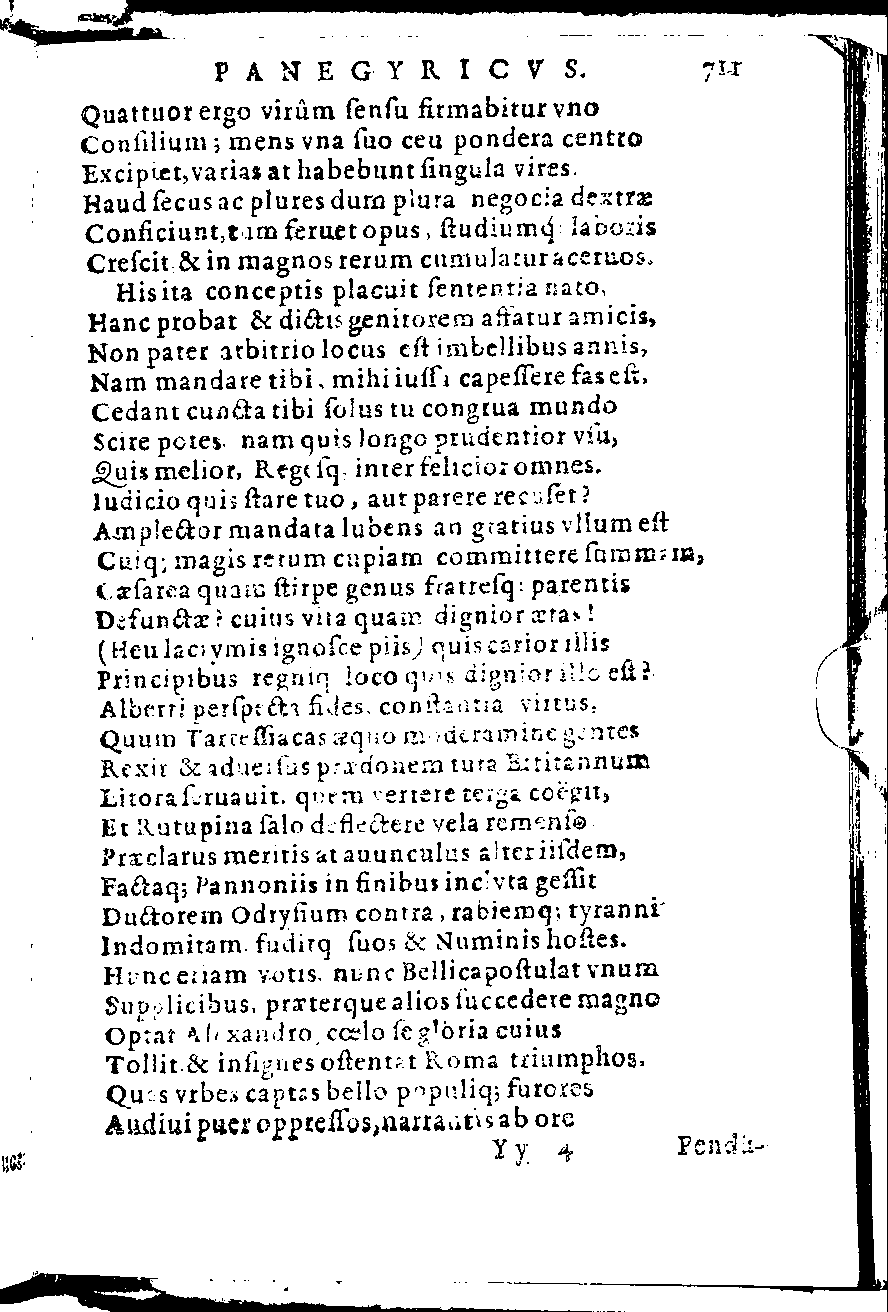 PANEGYRICVS. 711
Quattuor ergo virûm ſenſu firmabitur vno
Conſilium; mens vna ſuo ceu pondera centro
Excipiet, varias at habebunt ſingula vires.
Haud ſecus ac plures dum plura negocia dextræ
Conficiunt, tum feruet opus, ſtudiumq́; laboris
Creſcit & in magnos rerum cumulatur aceruos.
His ita conceptis placuit ſententia nato,
Hanc probat & dictis genitorem affatur amicis,
Non pater arbitrio locus eſt imbellibus annis,
Nam mandare tibi, mihi iuſſa capeſſere fas eſt.
Cedant cuncta tibi ſolus tu congrua mundo
Scire potes. nam quis longo prudentior vſu,
Quis melior, Regeſq. inter felicior omnes.
Iudicio quis ſtare tuo, aut parere recuſet?
Amplector mandata lubens an gratius vllum eſt
Cuiq; magis rerum cupiam committere ſummam,
Cæſarea quam ſtirpe genus fratreſq: parentis
Defunctæ? cuius vita quam dignior ætas!
(Heu lacrymis ignoſce piis) quis carior illis
Principibus regniq loco quis dignior illo eſt?
Alberti perſpecta fides. conſtantia virtus.
Quum Tarteſſiacas æquo moderamine gentes
Rexit & aduerſus prædonem tuta Britannum
Litora ſeruauit. quem vertere terga coëgit,
Et Rutupina ſalo deflectere vela remenſo
Præclarus meritis at auunculus alter iiſdem,
Factaq; Pannoniis in finibus inclyta geſſit
Ductorem Odryſium contra, rabiemq; tyranni
Indomitam. fuditq ſuos & Numinis hoſtes.
Hunc etiam votis. nunc Bellica poſtulat vnum
Supplicibus, præterque alios ſuccedere magno
Optat Alexandro, cœlo ſe gloria cuius
Tollit & inſignes oſtentat Roma triumphos.
Quas vrbes captas bello populiq; furores
Audiui puer oppreſſos, narrantis ab ore
Yy 4 Pendu-